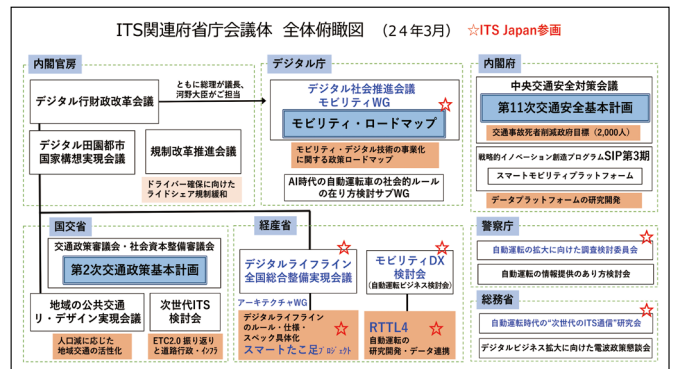 ITS関連府省庁会議体 全体俯瞰図 (24年3月) ☆ITS Japan参画
内閣官房
デジタル行財政改革会議
ともに総理が議長、
河野大臣がご担当
デジタル田園都市
国家構想実現会議
規制改革推進会議
ドライバー確保に向けた
ライドシェア規制緩和
デジタル庁
デジタル社会推進会議
モビリティWG
モビリティ・ロードマップ
モビリティ・デジタル技術の事業化
に関する政策ロードマップ
AI時代の自動運転車の社会的ルール
の在り方検討サブWG
内閣府
中央交通安全対策会議
第11次交通安全基本計画
交通事故死者削減政府目標(2,000人)
戦略的イノベーション創造プログラムSIP第3期
スマートモビリティプラットフォーム
データプラットフォームの研究開発
国交省
交通政策審議会・社会資本整備審議会
第2次交通政策基本計画
地域の公共交通
リ・デザイン実現会議
人口減に応じた
地域交通の活性化
次世代ITS
検討会
ETC2.0 振り返り
と道路行政・インフラ
経産省
デジタルライフライン
全国総合整備実現会議
アーキテクチャWG
デジタルライフライン
のルール・仕様・
スペック具体化
スマートたこ足プロジェクト
モビリティDX
検討会
(自動運転ビジネス検討会)
RTTL4
自動運転の
研究開発・データ連携
警察庁
自動運転の拡大に向けた調査検討委員会
自動運転の情報提供のあり方検討会
総務省
自動運転時代の"次世代のITS通信"研究会
デジタルビジネス拡大に向けた電波政策懇談会